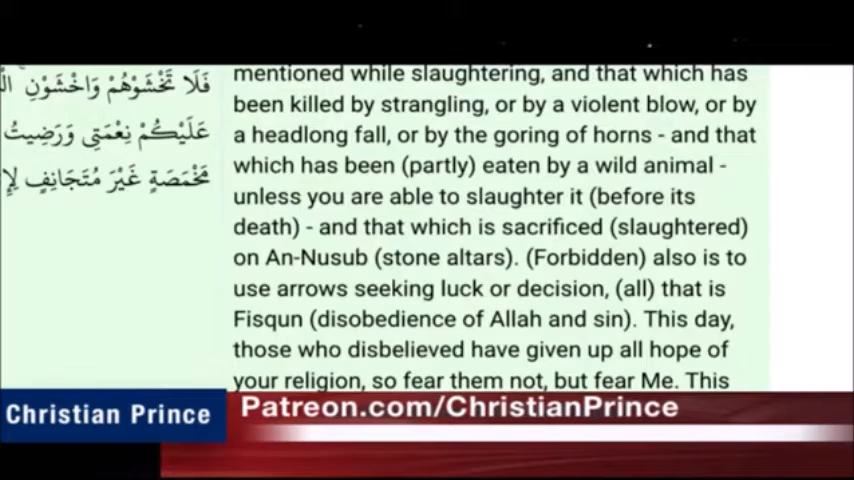 فَلَا تَخْشَوْهُمْ وَاخْشَوْنِ
عَلَيْكُمْ نِعْمَتِى وَرَضِيتُ
مَخْمَصَةٍ غَيْرَ مُتَجَانِفٍ
mentioned while slaughtering, and that which has
been killed by strangling, or by a violent blow, or by
a headlong fall, or by the goring of horns - and that
which has been (partly) eaten by a wild animal -
unless you are able to slaughter it (before its
death) - and that which is sacrificed (slaughtered)
on An-Nusub (stone altars). (Forbidden) also is to
use arrows seeking luck or decision, (all) that is
Fisqun (disobedience of Allah and sin). This day,
those who disbelieved have given up all hope of
your religion, so fear them not, but fear Me. This
Christian Prince
Patreon.com/ChristianPrince